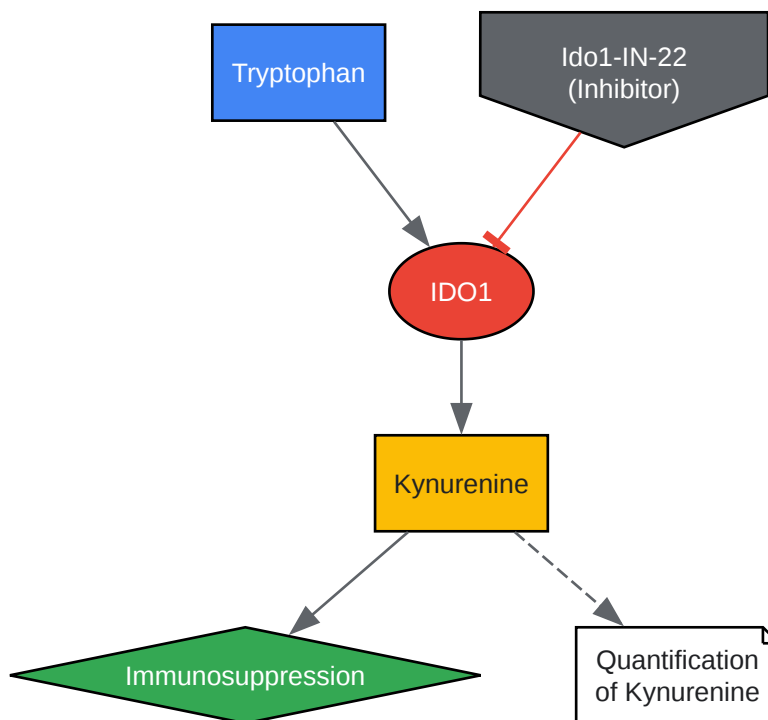 Tryptophan
Ido1-IN-22
(Inhibitor)
IDO1
Kynurenine
Immunosuppression
Quantification
of Kynurenine